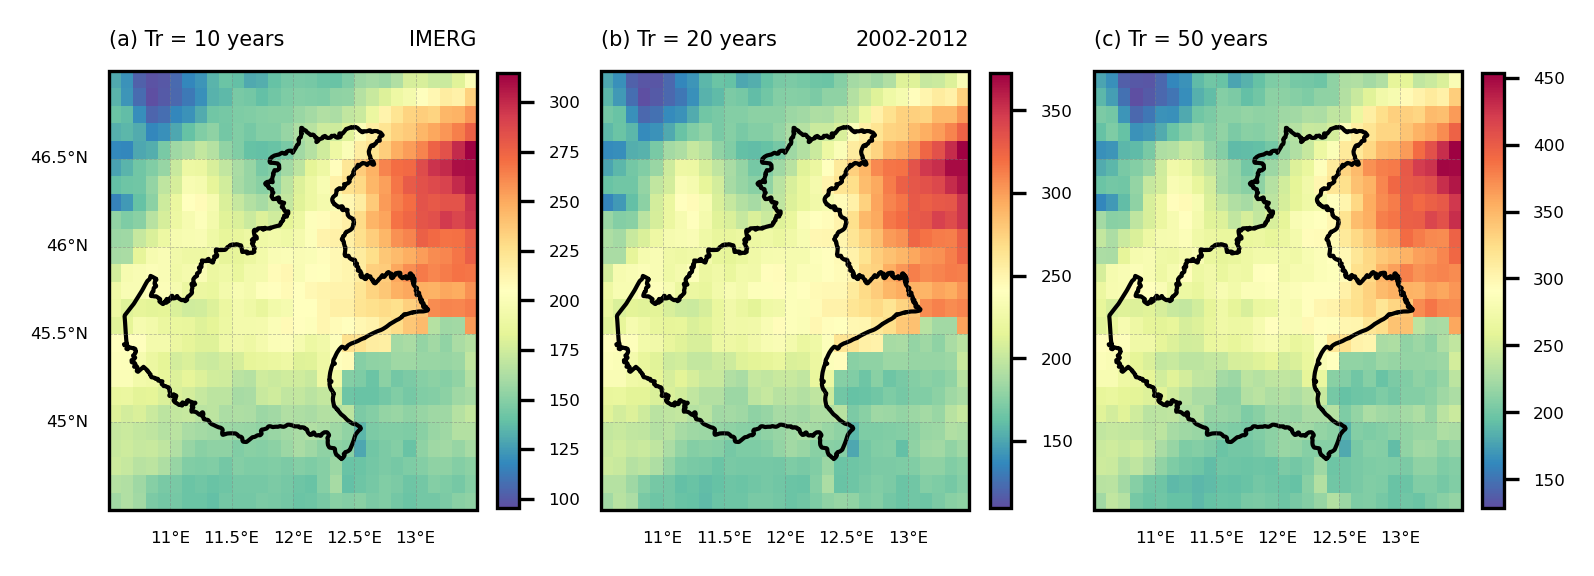 (a) Tr = 10 years IMERG
(b) Tr = 20 years 2002-2012
(c) Tr = 50 years
46.5°N
46°N
45.5°N
45°N
11°E 11.5°E 12°E 12.5°E 13°E
300
275
250
225
200
175
150
125
100
11°E 11.5°E 12°E 12.5°E 13°E
350
300
250
200
150
11°E 11.5°E 12°E 12.5°E 13°E
450
400
350
300
250
200
150